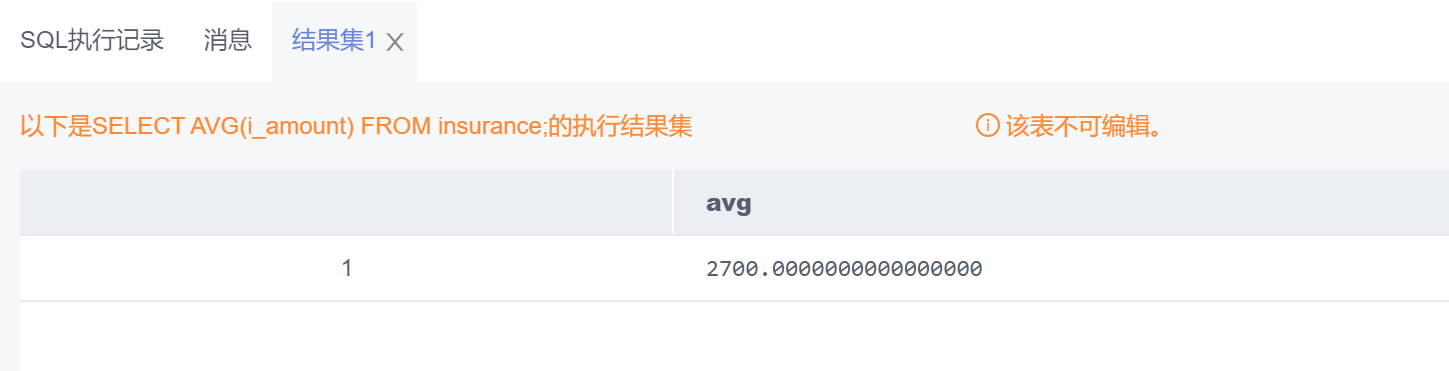 SQL执行记录 消息 结果集1 X
以下是SELECT AVG(i_amount) FROM insurance;的执行结果集 该表不可编辑。
avg
1 2700.0000000000000000